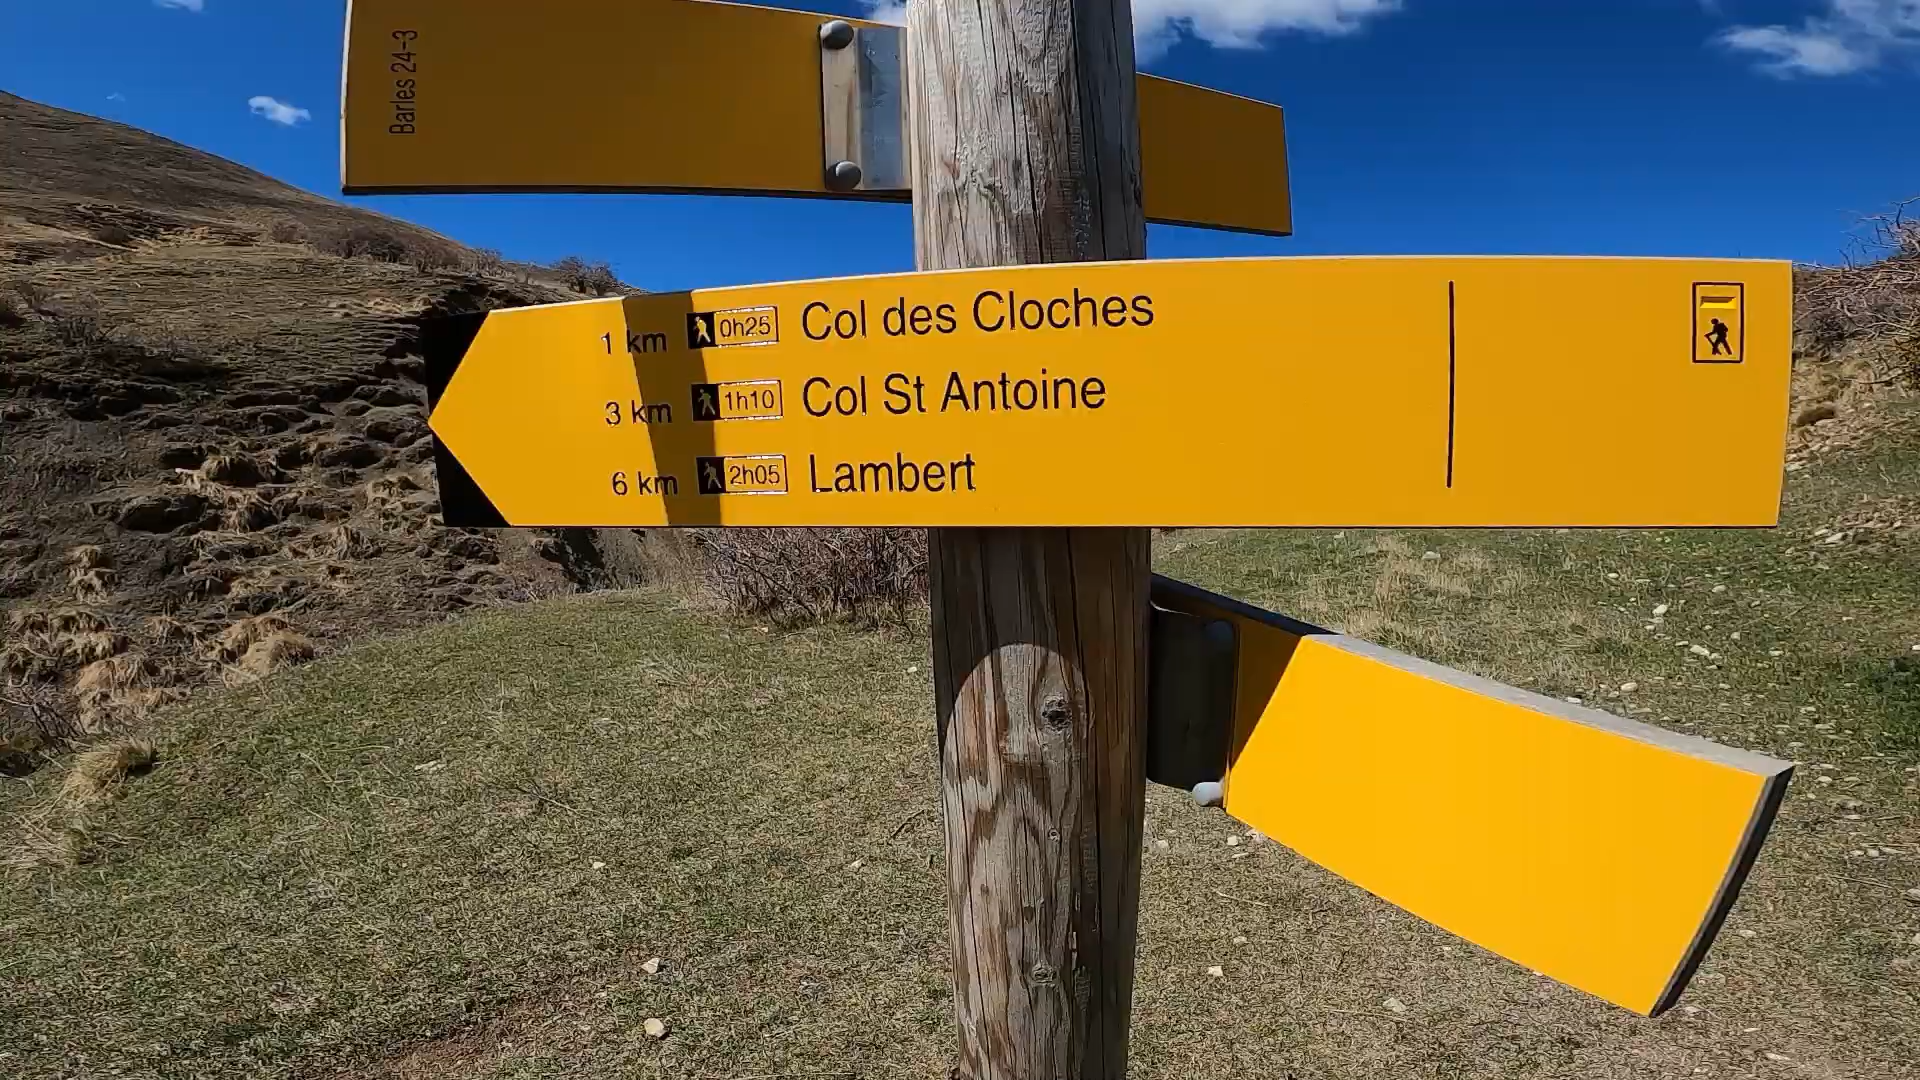 Barles 24-3
1 km 0h25 Col des Cloches
3 km 1h10 Col St Antoine
6 km 2h05 Lambert